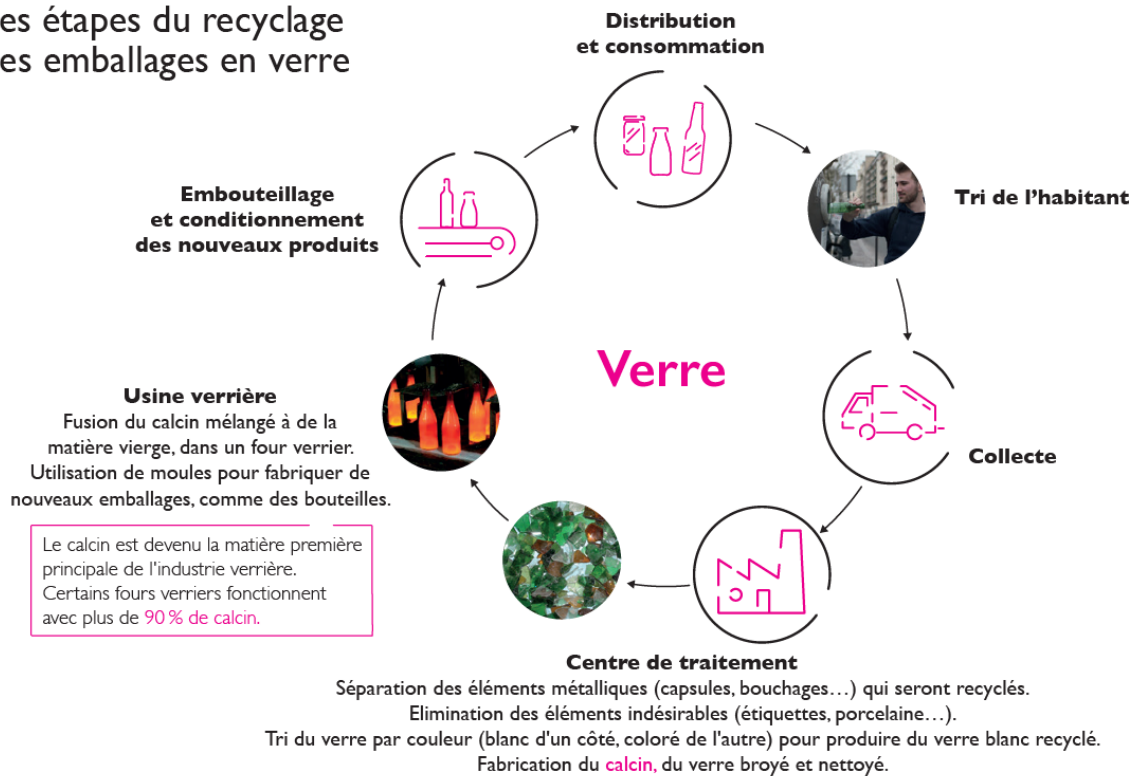 es étapes du recyclage
es emballages en verre
Distribution
et consommation
Tri de l'habitant
Collecte
Centre de traitement
Séparation des éléments métalliques (capsules, bouchages…) qui seront recyclés.
Elimination des éléments indésirables (étiquettes, porcelaine…).
Tri du verre par couleur (blanc d'un côté, coloré de l'autre) pour produire du verre blanc recyclé.
Fabrication du calcin, du verre broyé et nettoyé.
Usine verrière
Fusion du calcin mélangé à de la
matière vierge, dans un four verrier.
Utilisation de moules pour fabriquer de
nouveaux emballages, comme des bouteilles.
Le calcin est devenu la matière première
principale de l'industrie verrière.
Certains fours verriers fonctionnent
avec plus de 90 % de calcin.
Embouteillage
et conditionnement
des nouveaux produits
Verre